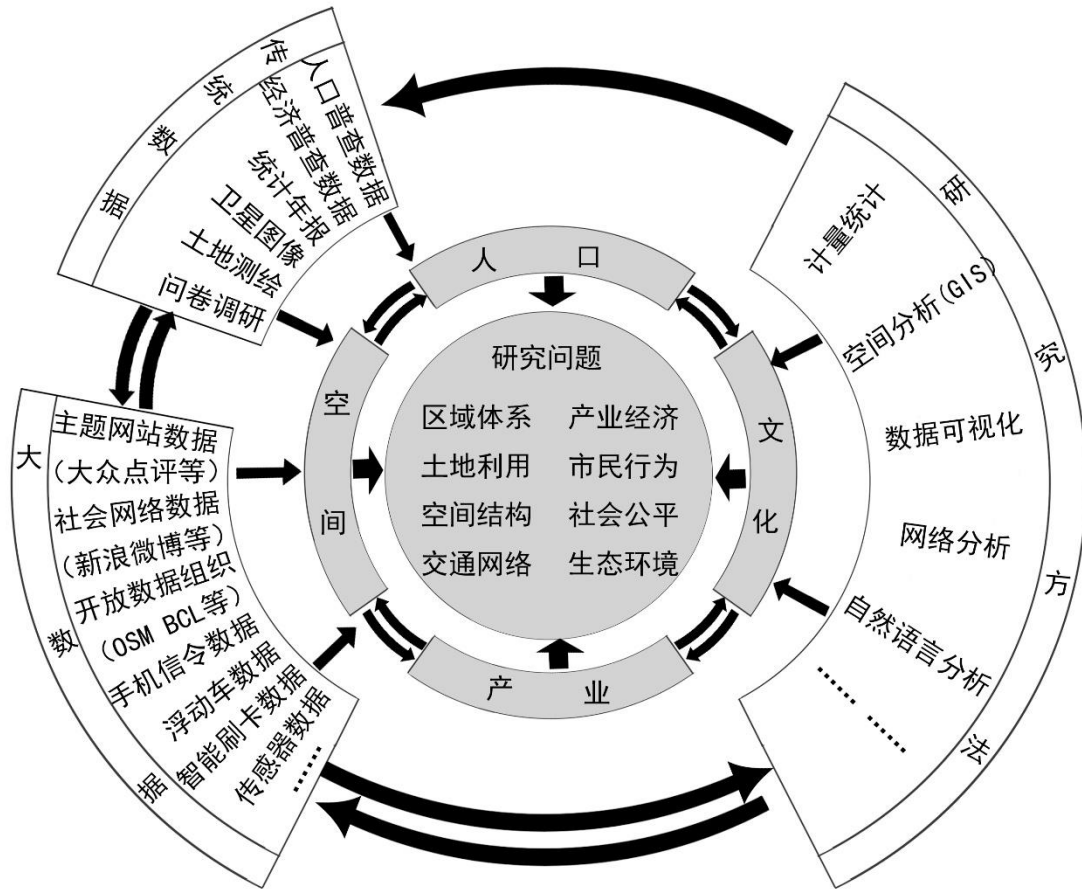 传统数据
人口普查数据
经济普查数据
统计年报
卫星图像
土地测绘
问卷调研
大数据
主题网站数据
(大众点评等)
社会网络数据
(新浪微博等)
开放数据组织
(OSM BCL等)
手机信令数据
浮动车数据
智能刷卡数据
传感器数据
……
人口
空间
文化
产业
研究问题
区域体系 产业经济
土地利用 市民行为
空间结构 社会公平
交通网络 生态环境
研究方法
计量统计
空间分析(GIS)
数据可视化
网络分析
自然语言分析
…… ……